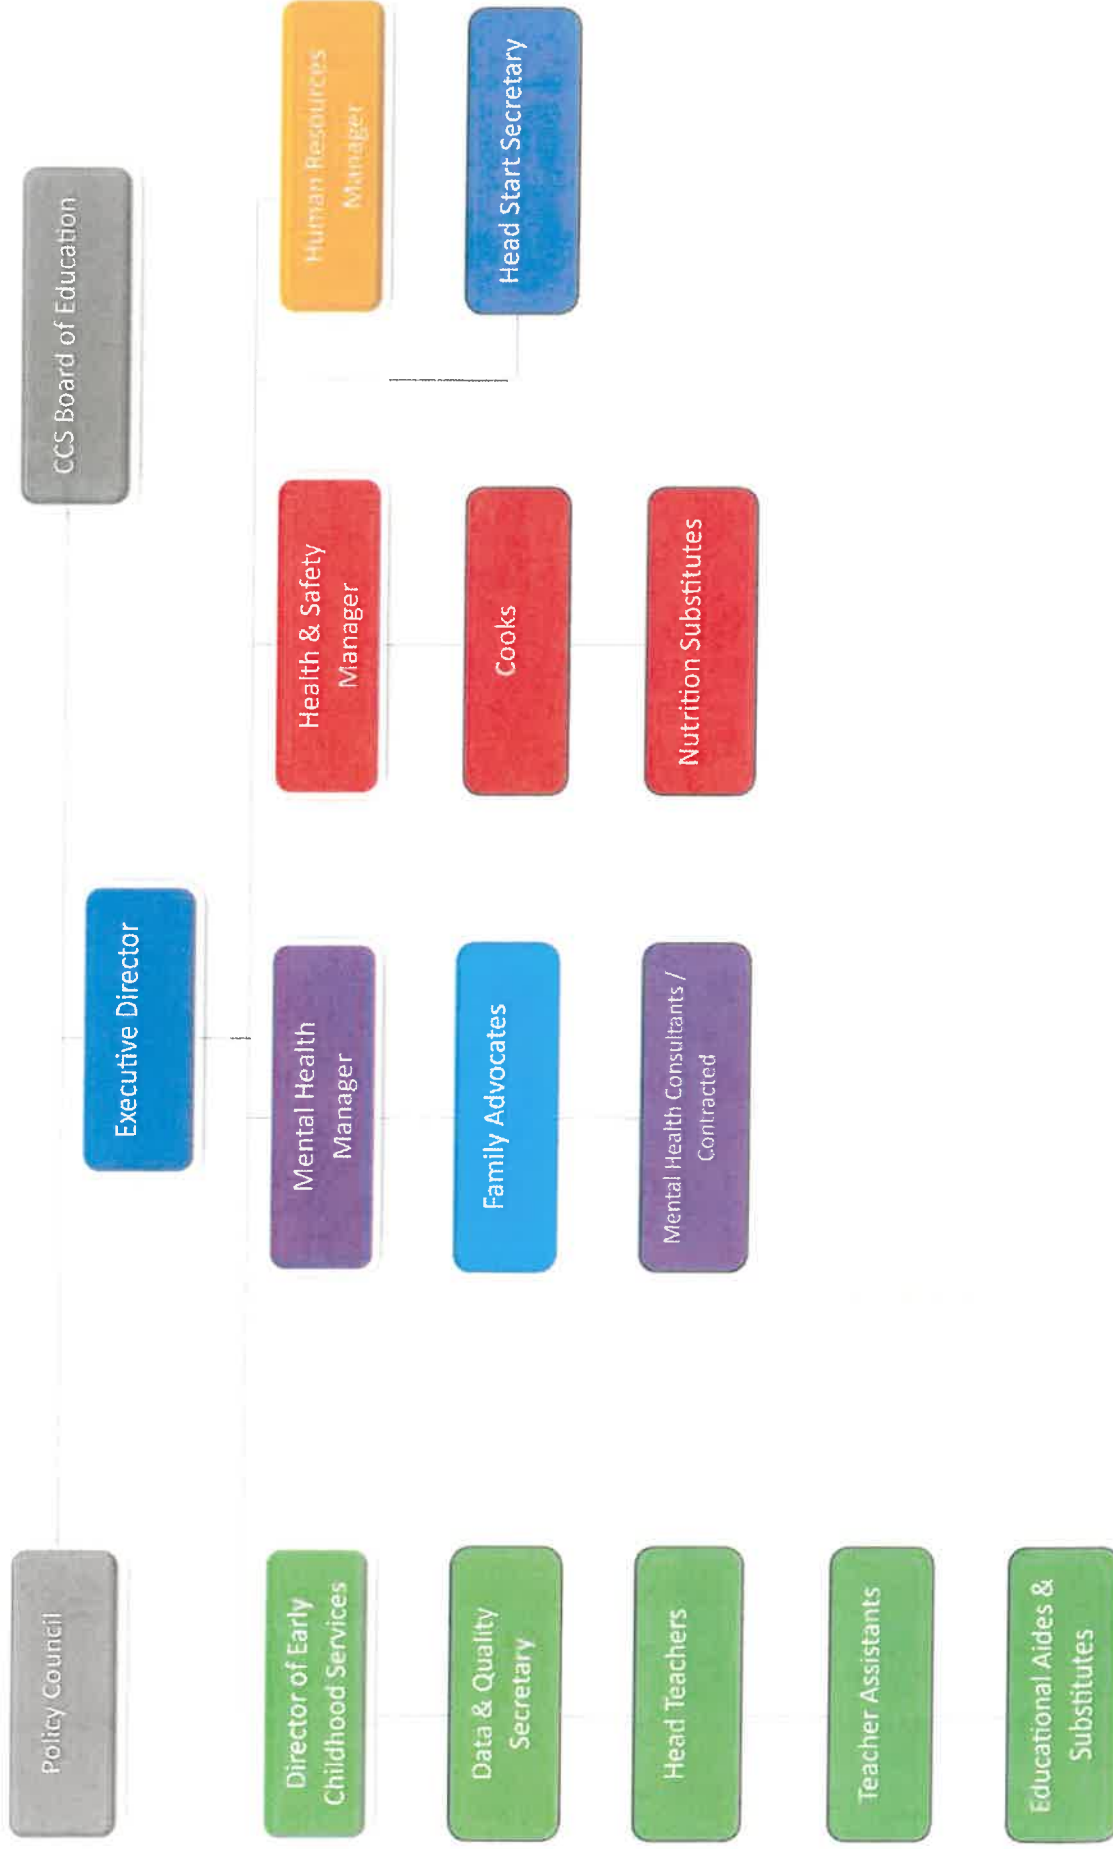 Policy Council
CCS Board of Education
Executive Director
Director of Early
Childhood Services
Mental Health
Manager
Health & Safety
Manager
Human Resources
Manager
Data & Quality
Secretary
Family Advocates
Cooks
Head Start Secretary
Head Teachers
Mental Health Consultants /
Contracted
Nutrition Substitutes
Teacher Assistants
Educational Aides &
Substitutes